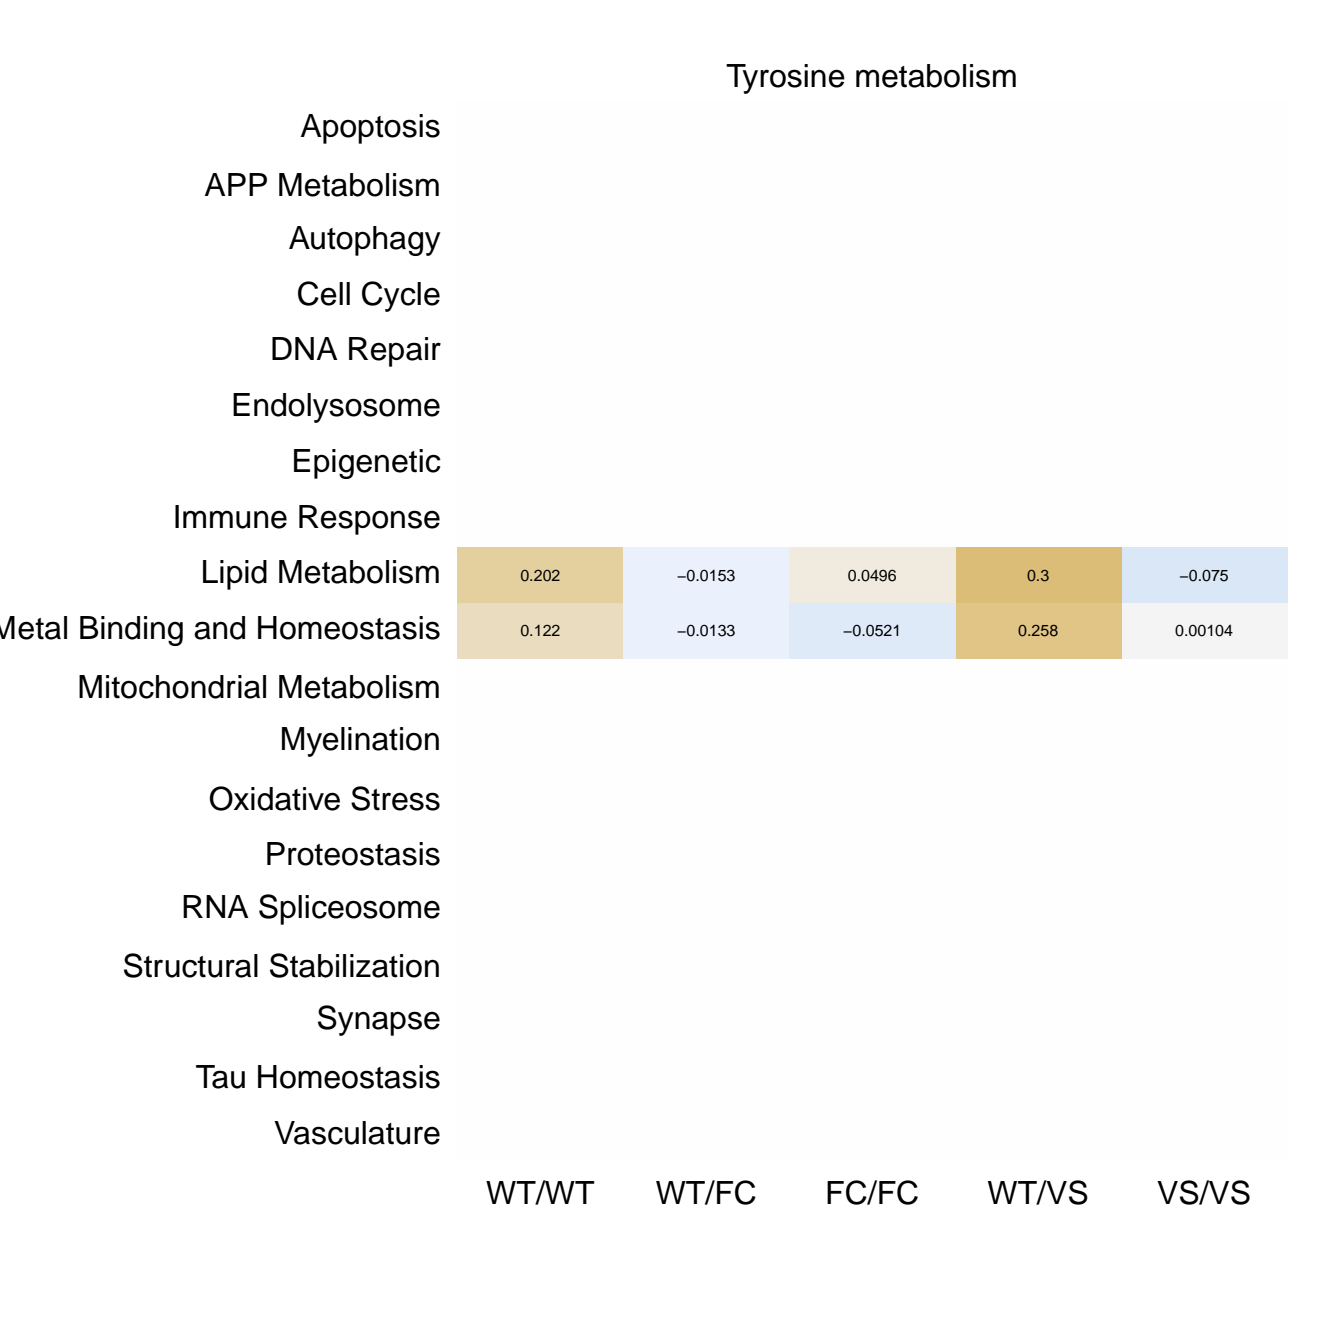 Tyrosine metabolism
Apoptosis
APP Metabolism
Autophagy
Cell Cycle
DNA Repair
Endolysosome
Epigenetic
Immune Response
Lipid Metabolism 0.202 −0.0153 0.0496 0.3 −0.075
Metal Binding and Homeostasis 0.122 −0.0133 −0.0521 0.258 0.00104
Mitochondrial Metabolism
Myelination
Oxidative Stress
Proteostasis
RNA Spliceosome
Structural Stabilization
Synapse
Tau Homeostasis
Vasculature
WT/WT WT/FC FC/FC WT/VS VS/VS